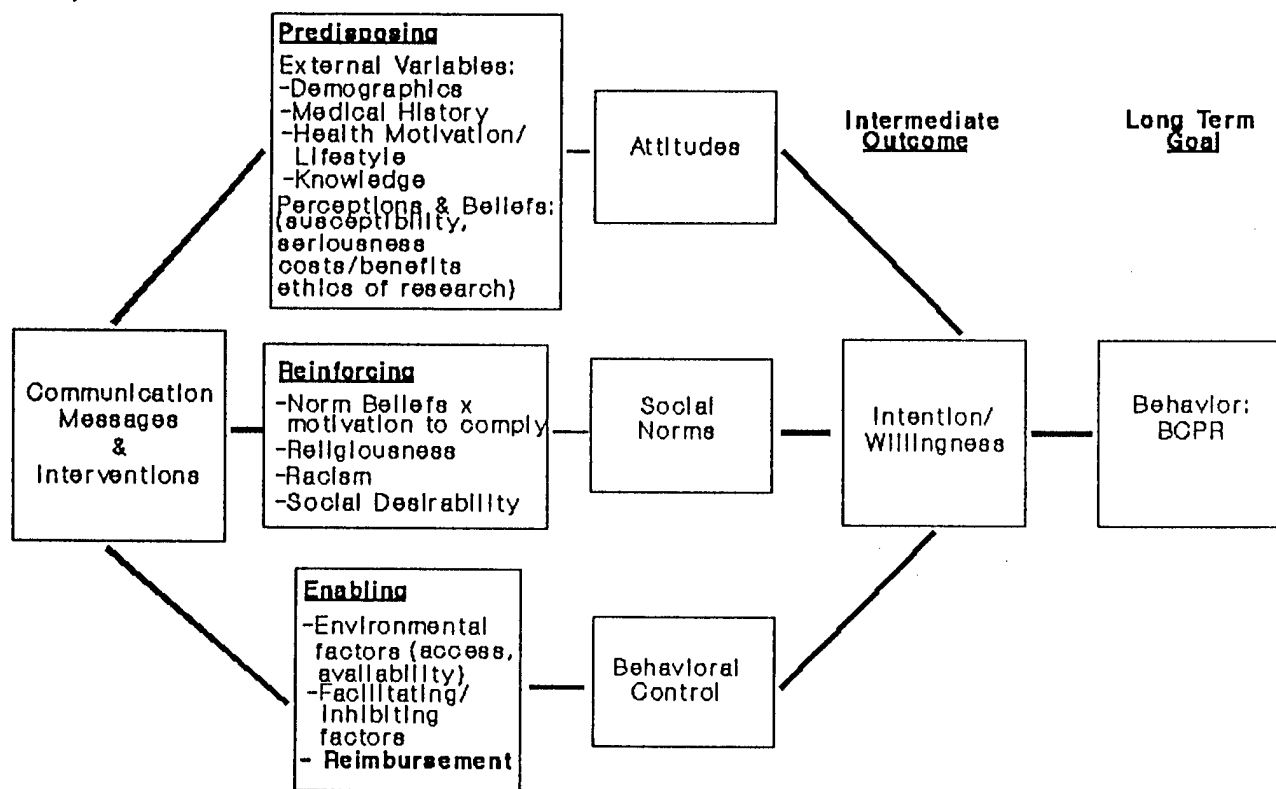 Predisposing
External Variables:
-Demographics
-Medical History
-Health Motivation/
Lifestyle
-Knowledge
Perceptions & Beliefs:
(susceptibility,
seriousness
costs/benefits
ethics of research)
Attitudes
Intermediate
Outcome
Long Term
Goal
Communication
Messages
&
Interventions
Reinforcing
-Norm Beliefs x
motivation to comply
-Religiousness
-Racism
-Social Desirability
Social
Norms
Intention/
Willingness
Behavior:
BCPR
Enabling
-Environmental
factors (access,
availability)
-Facilitating/
inhibiting
factors
- Reimbursement
Behavioral
Control